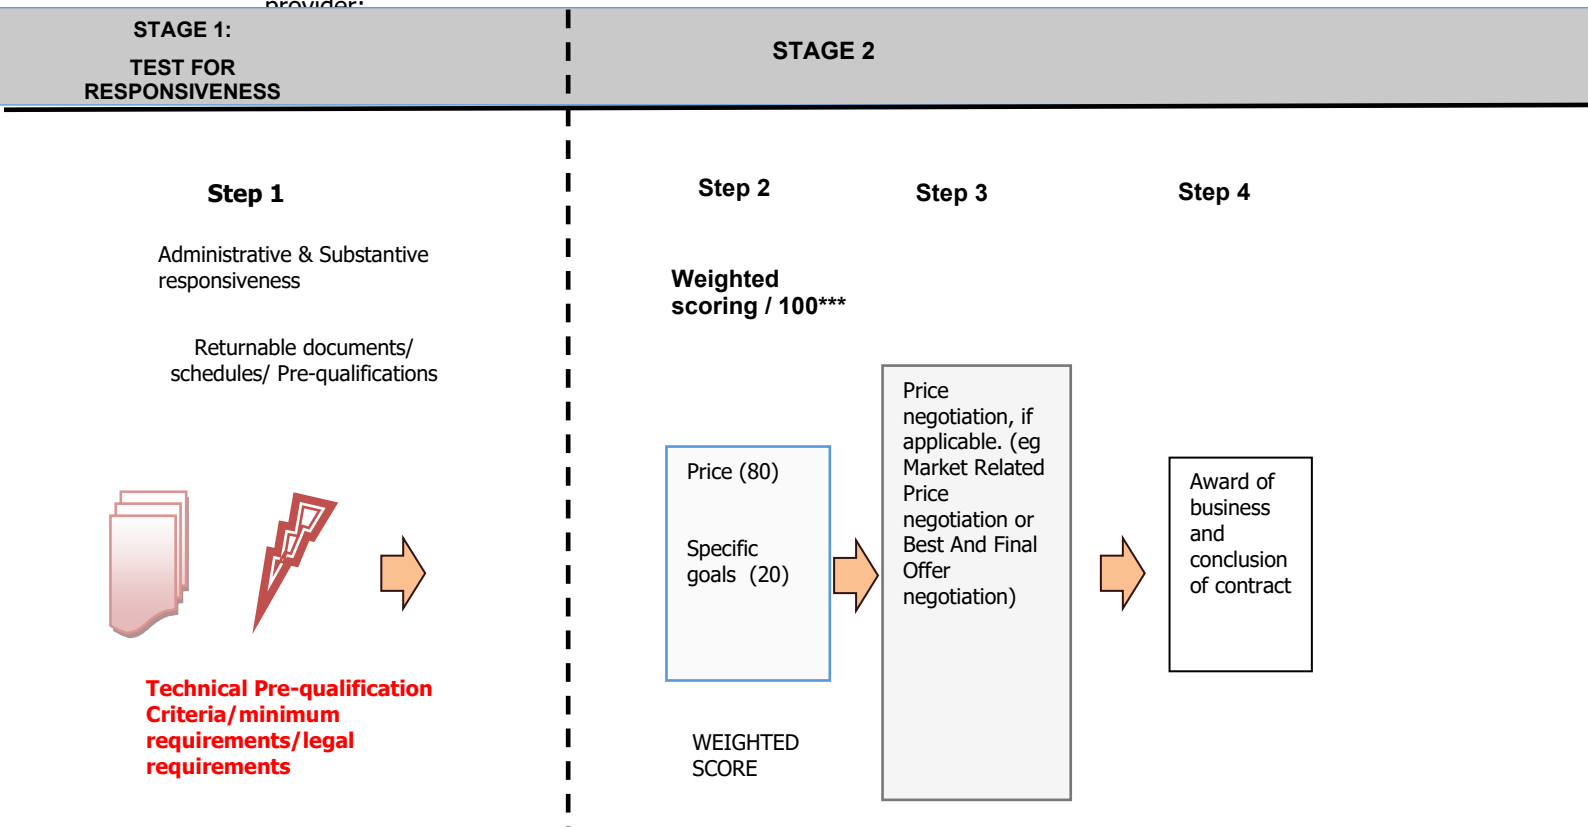 provider:
STAGE 1:
TEST FOR
RESPONSIVENESS
STAGE 2
Step 1
Administrative & Substantive
responsiveness
Returnable documents/
schedules/ Pre-qualifications
Technical Pre-qualification
Criteria/minimum
requirements/legal
requirements
Step 2
Weighted
scoring / 100***
Price (80)
Specific
goals (20)
WEIGHTED
SCORE
Step 3
Price
negotiation, if
applicable. (eg
Market Related
Price
negotiation or
Best And Final
Offer
negotiation)
Step 4
Award of
business
and
conclusion
of contract